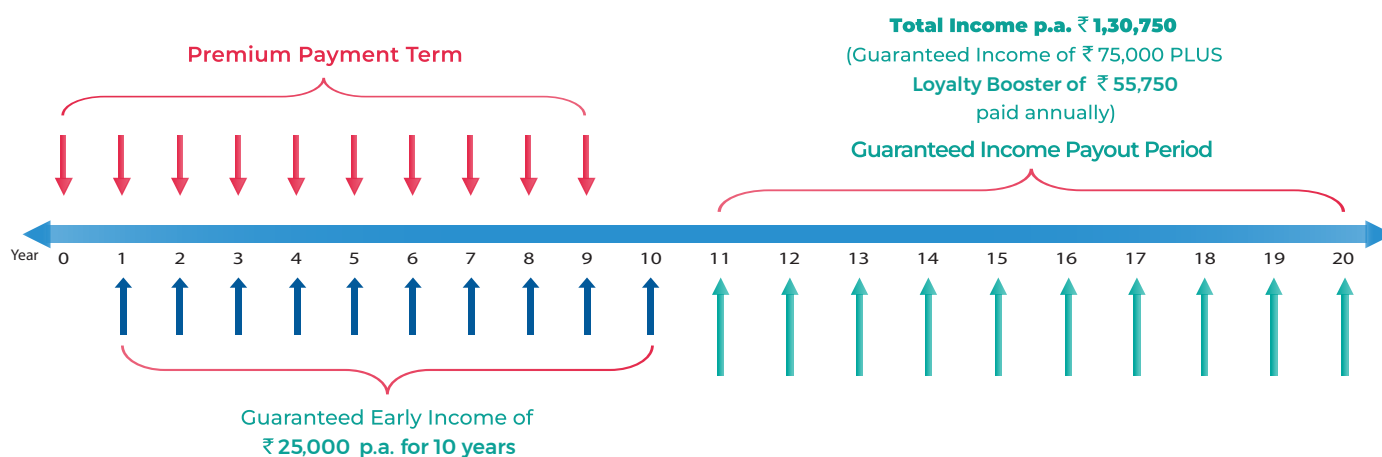 Total Income p.a. ₹ 1,30,750
(Guaranteed Income of ₹ 75,000 PLUS
Loyalty Booster of ₹ 55,750
paid annually)
Guaranteed Income Payout Period
Premium Payment Term
Year 0 1 2 3 4 5 6 7 8 9 10 11 12 13 14 15 16 17 18 19 20
Guaranteed Early Income of
₹ 25,000 p.a. for 10 years